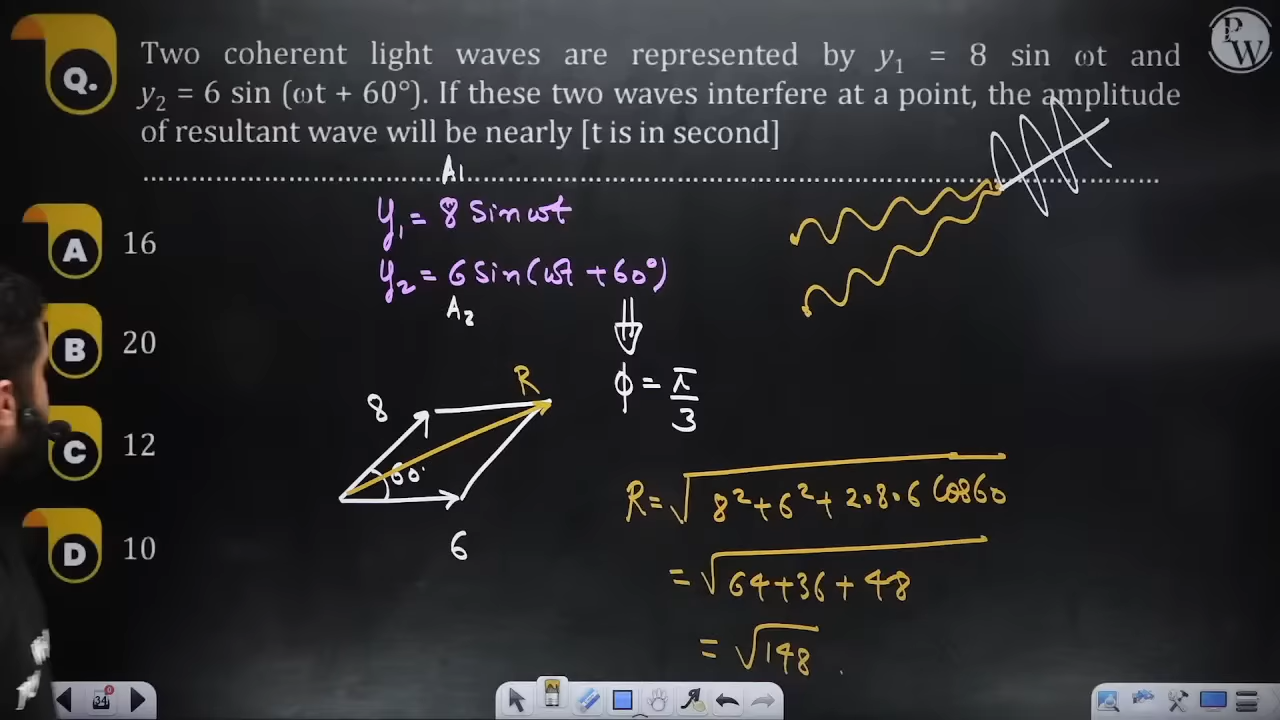 Q.
Two coherent light waves are represented by y₁ = 8 sin ωt and
y₂ = 6 sin (ωt + 60°). If these two waves interfere at a point, the amplitude
of resultant wave will be nearly [t is in second]
PW
A 16
B 20
C 12
D 10
A₁
y₁ = 8 Sin ωt
y₂ = 6 Sin(ωt + 60°)
A₂
ϕ = π/3
8
R
60°
6
R = √8² + 6² + 2·8·6 Cos60
= √64 + 36 + 48
= √148
34